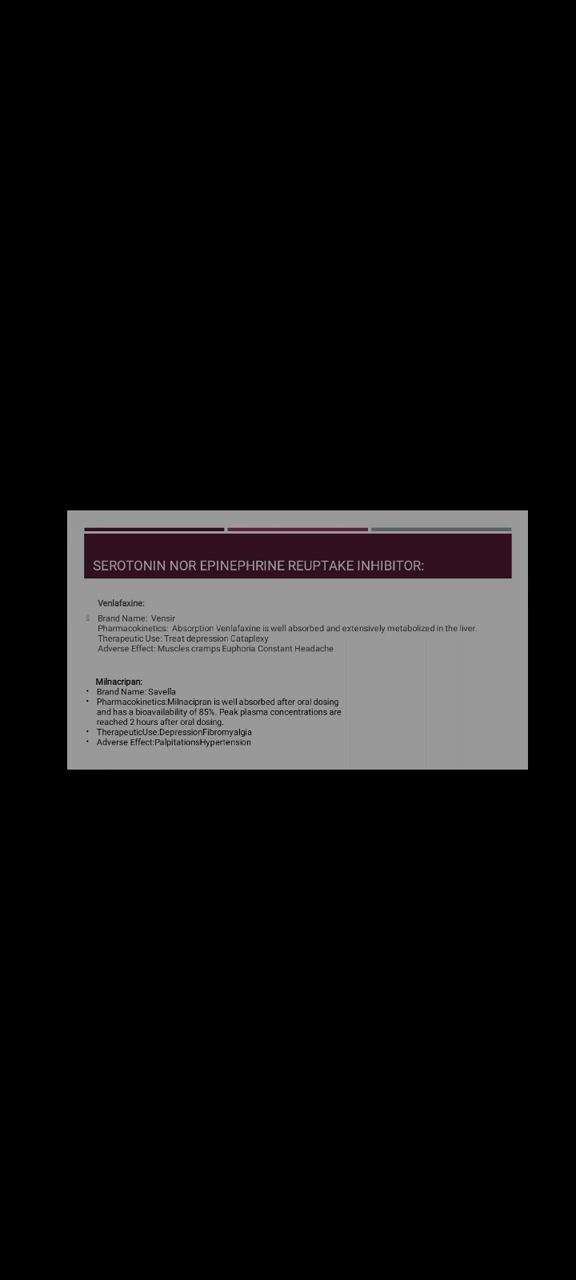 SEROTONIN NOR EPINEPHRINE REUPTAKE INHIBITOR:
Venlafaxine:
Brand Name: Vensir
Pharmacokinetics: Absorption Venlafaxine is well absorbed and extensively metabolized in the liver.
Therapeutic Use: Treat depression Cataplexy
Adverse Effect: Muscles cramps Euphoria Constant Headache
Milnacripan:
• Brand Name: Savella
• Pharmacokinetics:Milnacipran is well absorbed after oral dosing
and has a bioavailability of 85%. Peak plasma concentrations are
reached 2 hours after oral dosing.
• TherapeuticUse:DepressionFibromyalgia
• Adverse Effect:PalpitationsHypertension